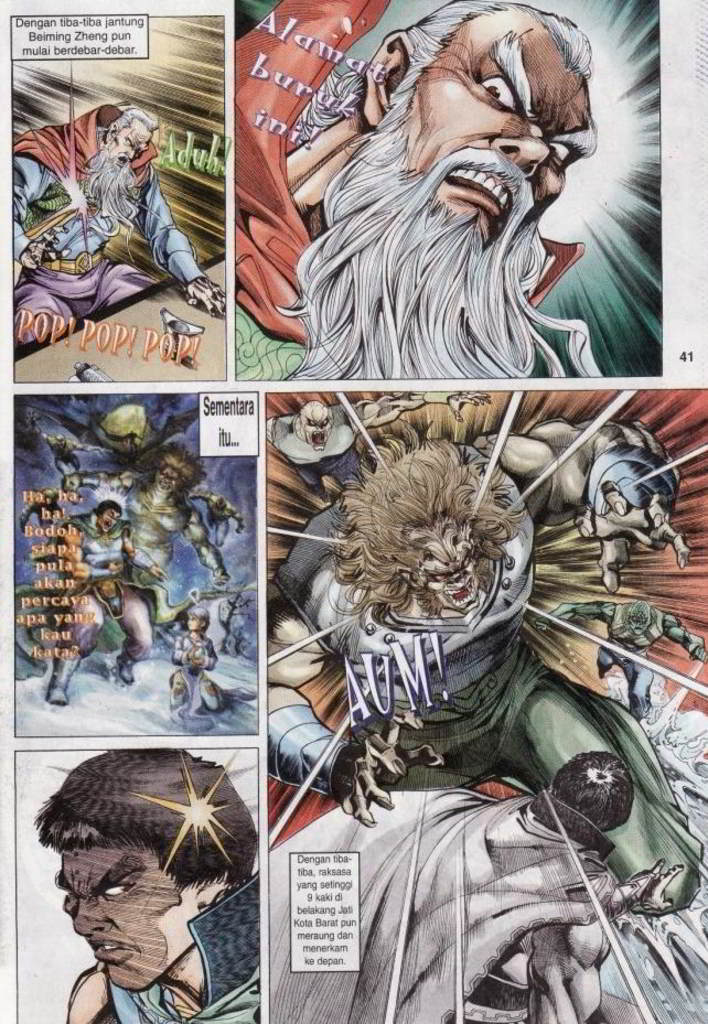 Dengan tiba-tiba jantung
Beiming Zheng pun
mulai berdebar-debar.
Aduh!
POP! POP! POP!
Alamat
buruk
ini!
41
Sementara
itu...
Ha, ha,
ha!
Bodoh,
siapa
pula
akan
percaya
apa yang
kau
kata?
AUM!
Dengan tiba-
tiba, raksasa
yang setinggi
9 kaki di
belakang Jati
Kota Barat pun
meraung dan
menerkam
ke depan.